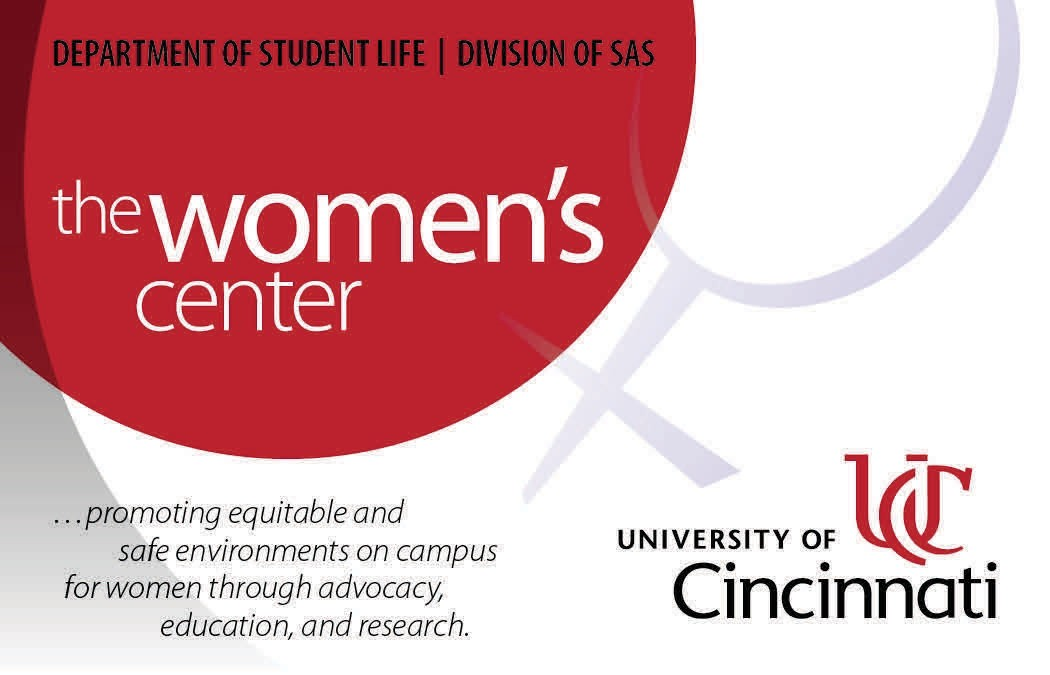 DEPARTMENT OF STUDENT LIFE | DIVISION OF SAS
the women's
center
…promoting equitable and
safe environments on campus
for women through advocacy,
education, and research.
UC
UNIVERSITY OF
Cincinnati